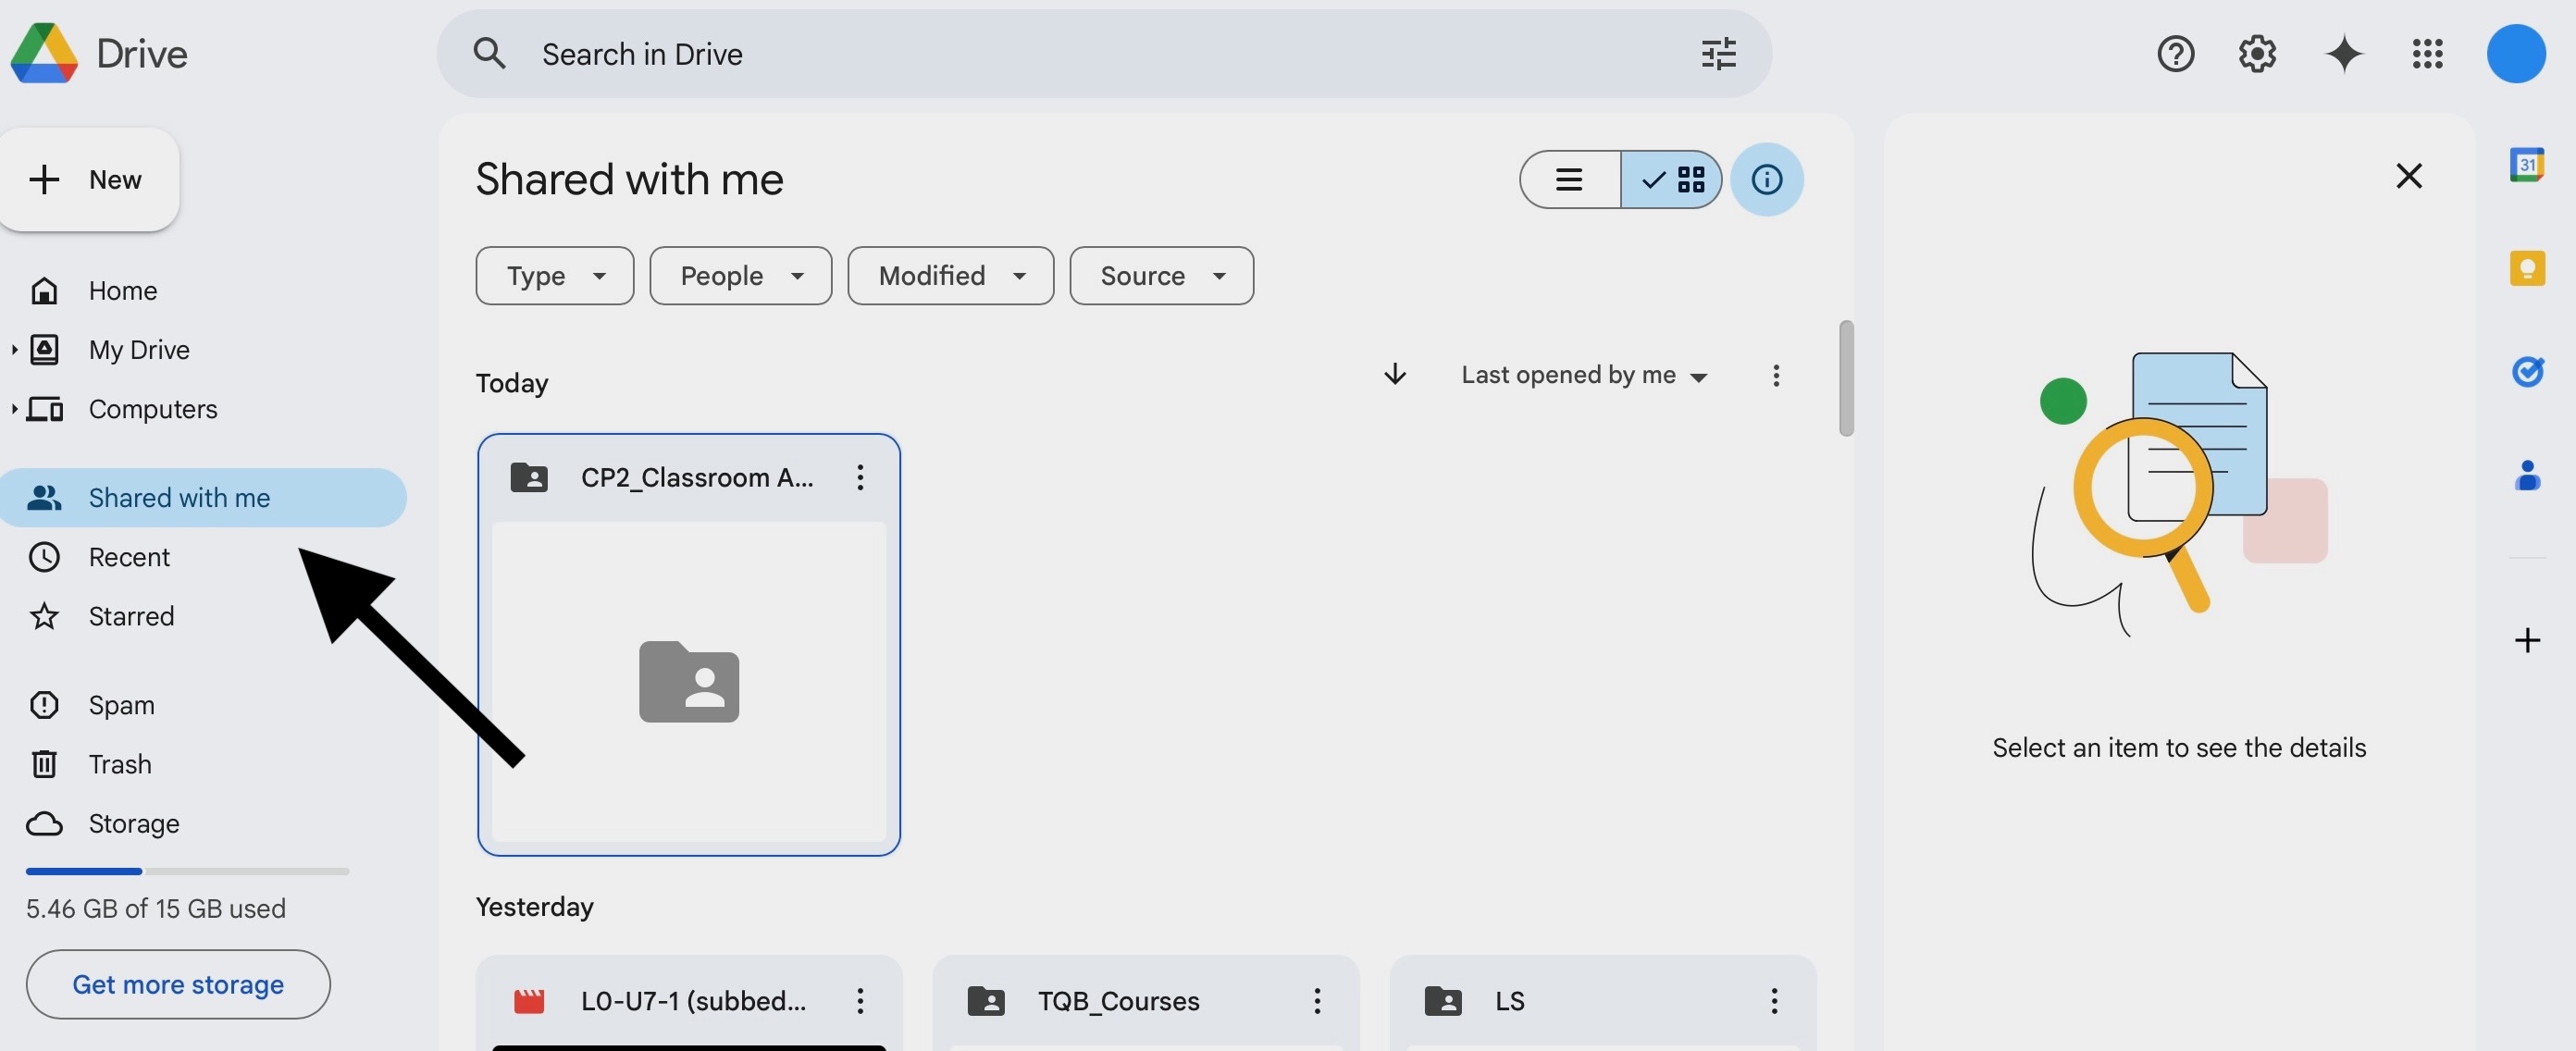 Drive
Search in Drive
New
Home
My Drive
Computers
Shared with me
Recent
Starred
Spam
Trash
Storage
5.46 GB of 15 GB used
Get more storage
Shared with me
Type
People
Modified
Source
Today
Last opened by me
CP2_Classroom A...
Yesterday
L0-U7-1 (subbed...
TQB_Courses
LS
Select an item to see the details
31